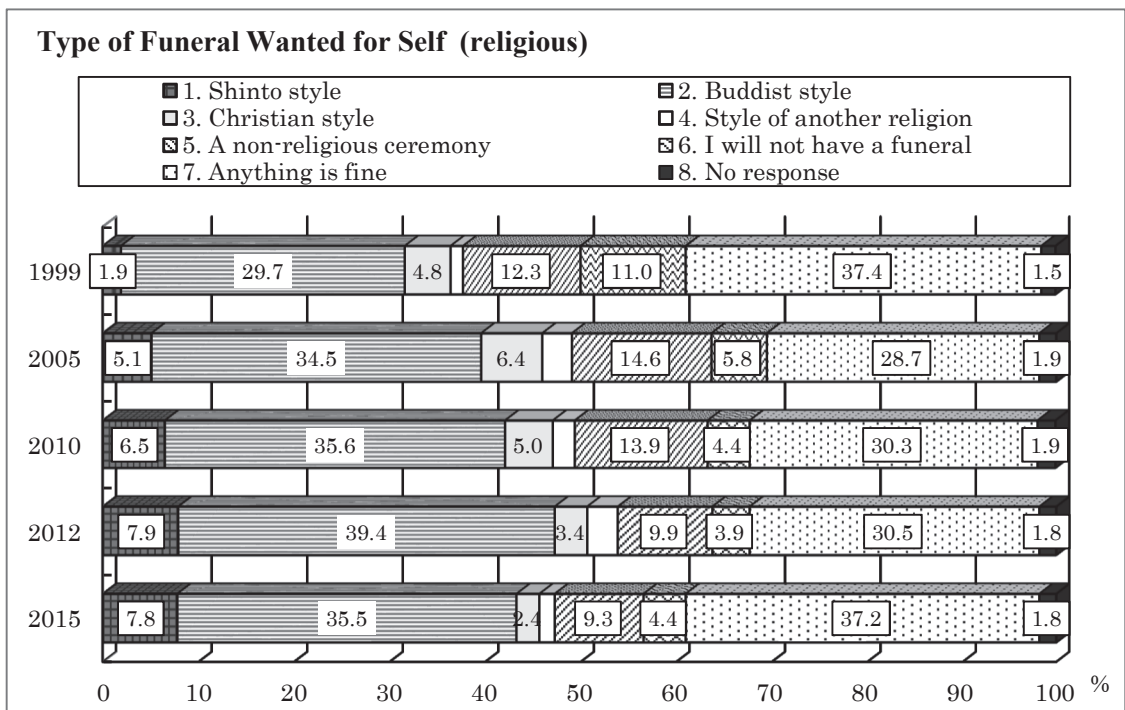 Type of Funeral Wanted for Self (religious)
1. Shinto style 2. Buddist style
3. Christian style 4. Style of another religion
5. A non-religious ceremony 6. I will not have a funeral
7. Anything is fine 8. No response
1999 1.9 29.7 4.8 12.3 11.0 37.4 1.5
2005 5.1 34.5 6.4 14.6 5.8 28.7 1.9
2010 6.5 35.6 5.0 13.9 4.4 30.3 1.9
2012 7.9 39.4 3.4 9.9 3.9 30.5 1.8
2015 7.8 35.5 2.4 9.3 4.4 37.2 1.8
0 10 20 30 40 50 60 70 80 90 100 %